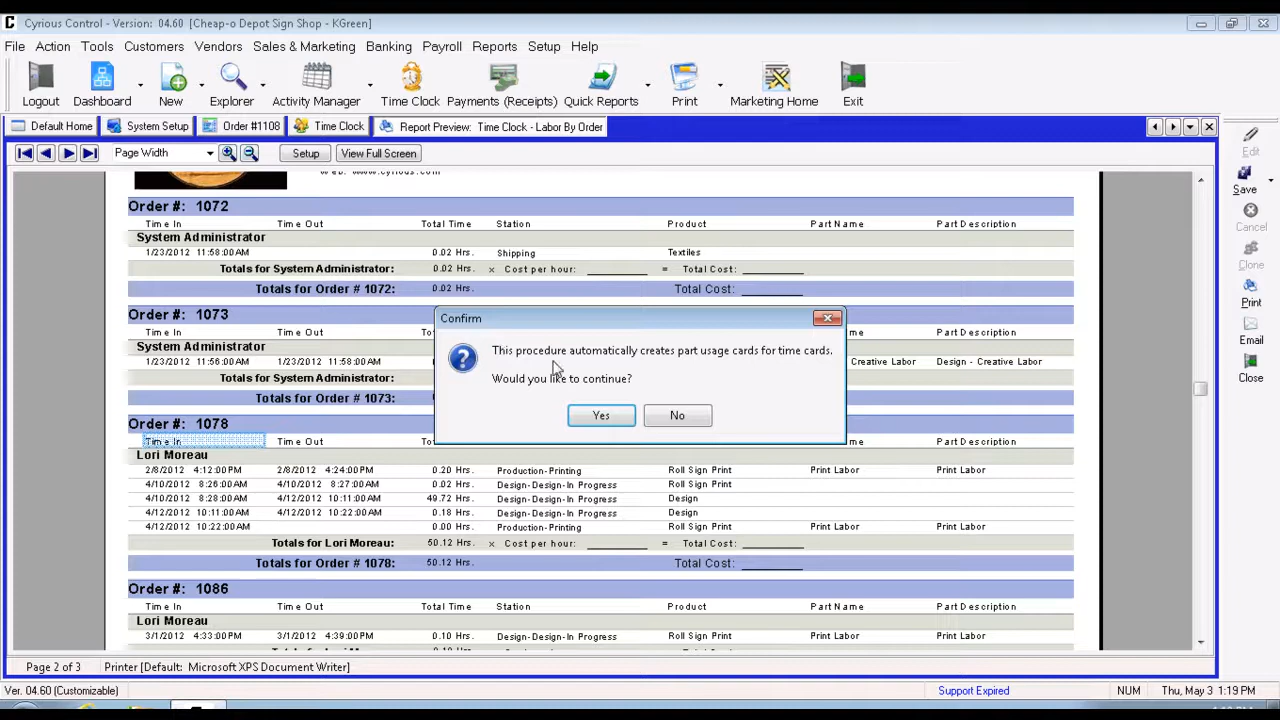 C Cyrious Control - Version: 04.60 [Cheap-o Depot Sign Shop - KGreen]
File Action Tools Customers Vendors Sales & Marketing Banking Payroll Reports Setup Help
Logout Dashboard New Explorer Activity Manager Time Clock Payments (Receipts) Quick Reports Print Marketing Home Exit
Default Home System Setup Order #1108 Time Clock Report Preview: Time Clock - Labor By Order
Page Width Setup View Full Screen
Edit
Save
Cancel
Clone
Print
Email
Close
Web: www.cyrious.com
Order #: 1072
Time In Time Out Total Time Station Product Part Name Part Description
System Administrator
1/23/2012 11:58:00AM 0.02 Hrs. Shipping Textiles
Totals for System Administrator: 0.02 Hrs. x Cost per hour: = Total Cost:
Totals for Order # 1072: 0.02 Hrs. Total Cost:
Order #: 1073
Time In Time Out Name Part Description
System Administrator
1/23/2012 11:56:00AM 1/23/2012 11:58:00AM Creative Labor Design - Creative Labor
Totals for System Administrator:
Totals for Order # 1073:
Confirm
This procedure automatically creates part usage cards for time cards.
Would you like to continue?
Yes No
Order #: 1078
Time In Time Out Name Part Description
Lori Moreau
2/8/2012 4:12:00PM 2/8/2012 4:24:00PM 0.20 Hrs. Production-Printing Roll Sign Print Print Labor Print Labor
4/10/2012 8:26:00AM 4/10/2012 8:27:00AM 0.02 Hrs. Design-Design-In Progress Roll Sign Print
4/10/2012 8:28:00AM 4/12/2012 10:11:00AM 49.72 Hrs. Design-Design-In Progress Design
4/12/2012 10:11:00AM 4/12/2012 10:22:00AM 0.18 Hrs. Design-Design-In Progress Design
4/12/2012 10:22:00AM 0.00 Hrs. Production-Printing Roll Sign Print Print Labor Print Labor
Totals for Lori Moreau: 50.12 Hrs. x Cost per hour: = Total Cost:
Totals for Order # 1078: 50.12 Hrs. Total Cost:
Order #: 1086
Time In Time Out Total Time Station Product Part Name Part Description
Lori Moreau
3/1/2012 4:33:00PM 3/1/2012 4:39:00PM 0.10 Hrs. Design-Design-In Progress Roll Sign Print Print Labor Print Labor
Page 2 of 3 Printer [Default: Microsoft XPS Document Writer]
Ver. 04.60 (Customizable) Support Expired NUM Thu, May 3 1:19 PM